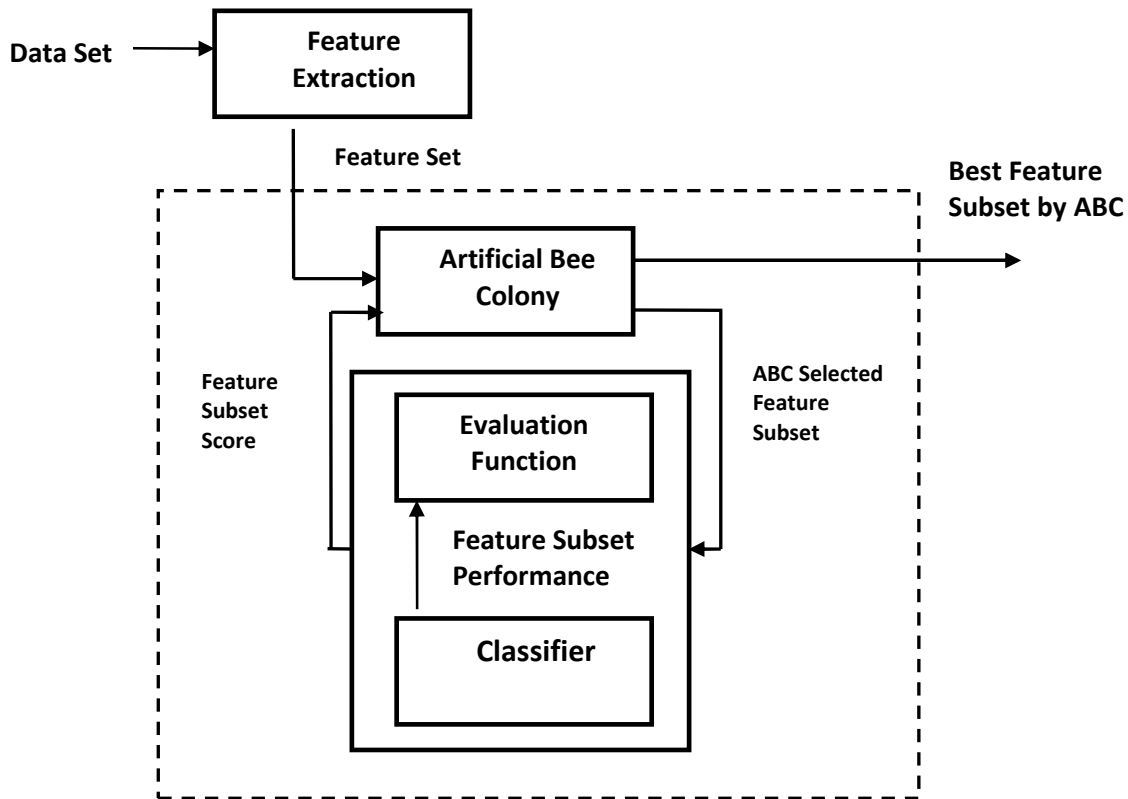 Data Set
Feature
Extraction
Feature Set
Best Feature
Subset by ABC
Artificial Bee
Colony
Feature
Subset
Score
ABC Selected
Feature
Subset
Evaluation
Function
Feature Subset
Performance
Classifier